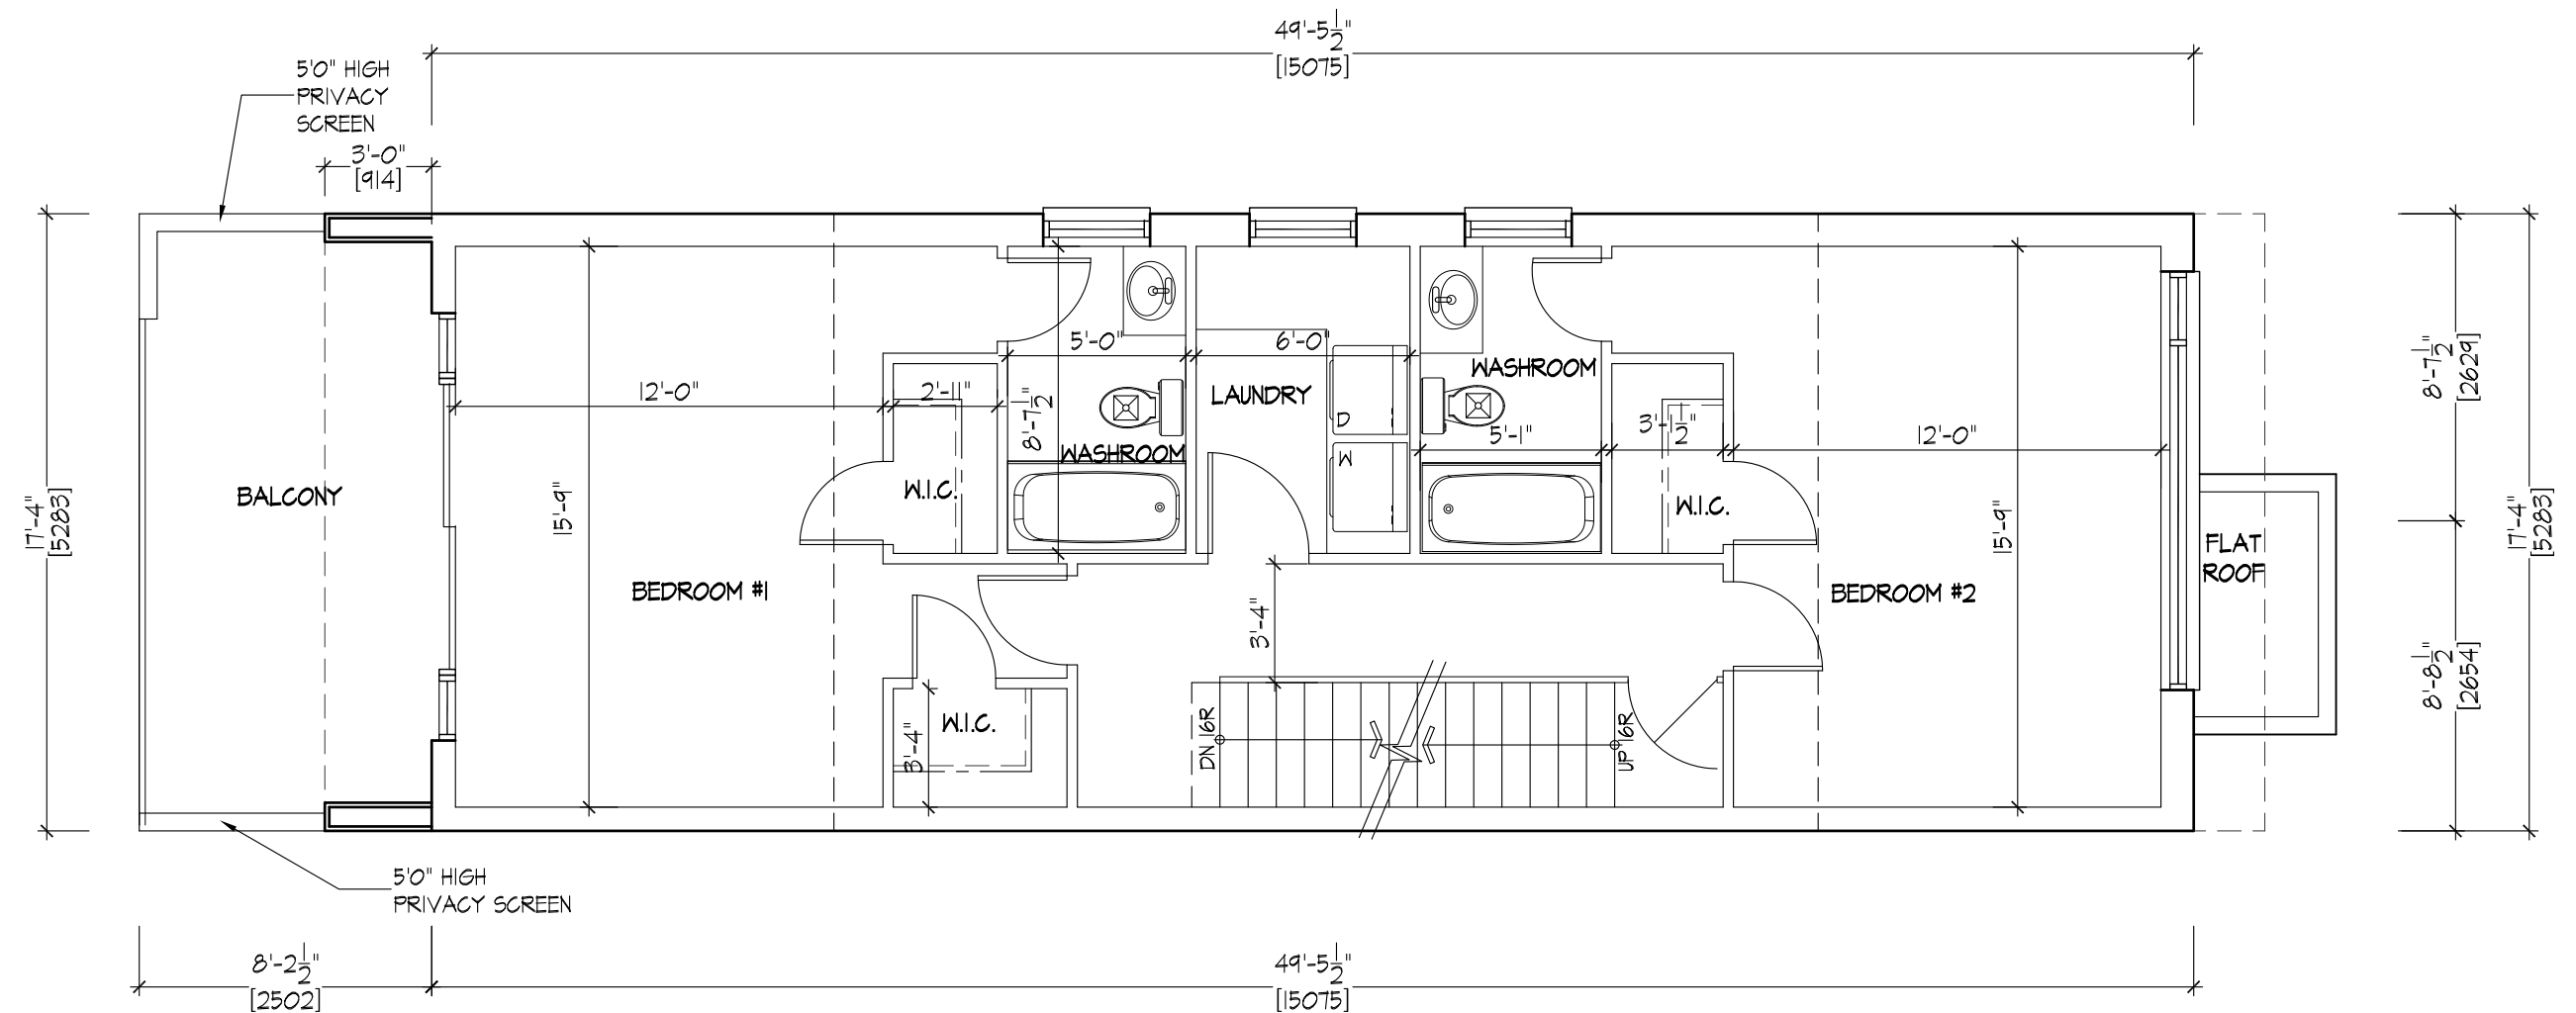 49'-5 1/2"
[15075]
5'0" HIGH
PRIVACY
SCREEN
3'-0"
[914]
17'-4"
[5283]
BALCONY
12'-0"
15'-9"
BEDROOM #1
2'-11"
W.I.C.
8'-7 1/2"
5'-0"
WASHROOM
6'-0"
LAUNDRY
D
W
WASHROOM
5'-1"
3'-1 1/2"
W.I.C.
12'-0"
15'-9"
BEDROOM #2
FLAT
ROOF
8'-7 1/2"
[2629]
17'-4"
[5283]
8'-8 1/2"
[2654]
W.I.C.
3'-4"
3'-4"
DN 16R
UP 16R
5'0" HIGH
PRIVACY SCREEN
8'-2 1/2"
[2502]
49'-5 1/2"
[15075]